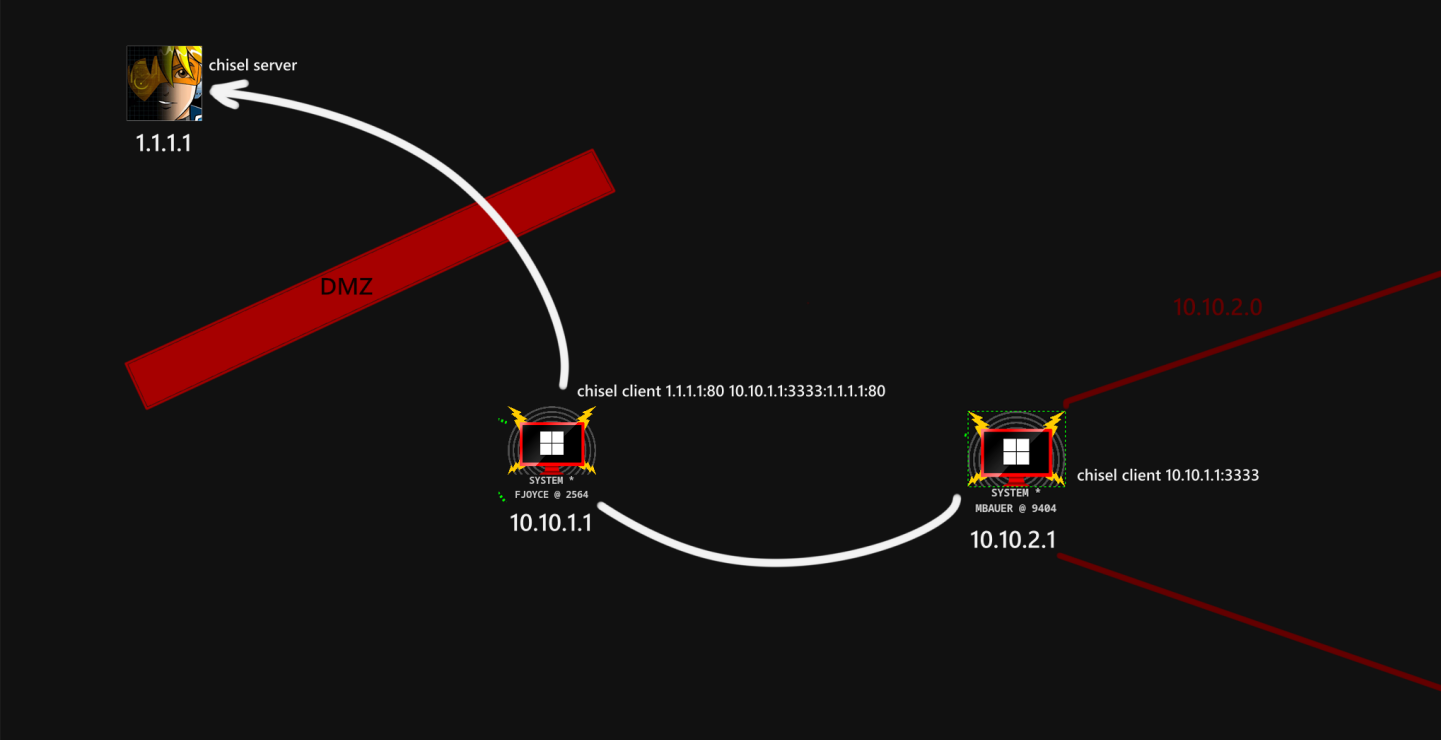 chisel server
1.1.1.1
DMZ
10.10.2.0
chisel client 1.1.1.1:80 10.10.1.1:3333:1.1.1.1:80
SYSTEM *
FJOYCE @ 2564
10.10.1.1
chisel client 10.10.1.1:3333
SYSTEM *
MBAUER @ 9404
10.10.2.1